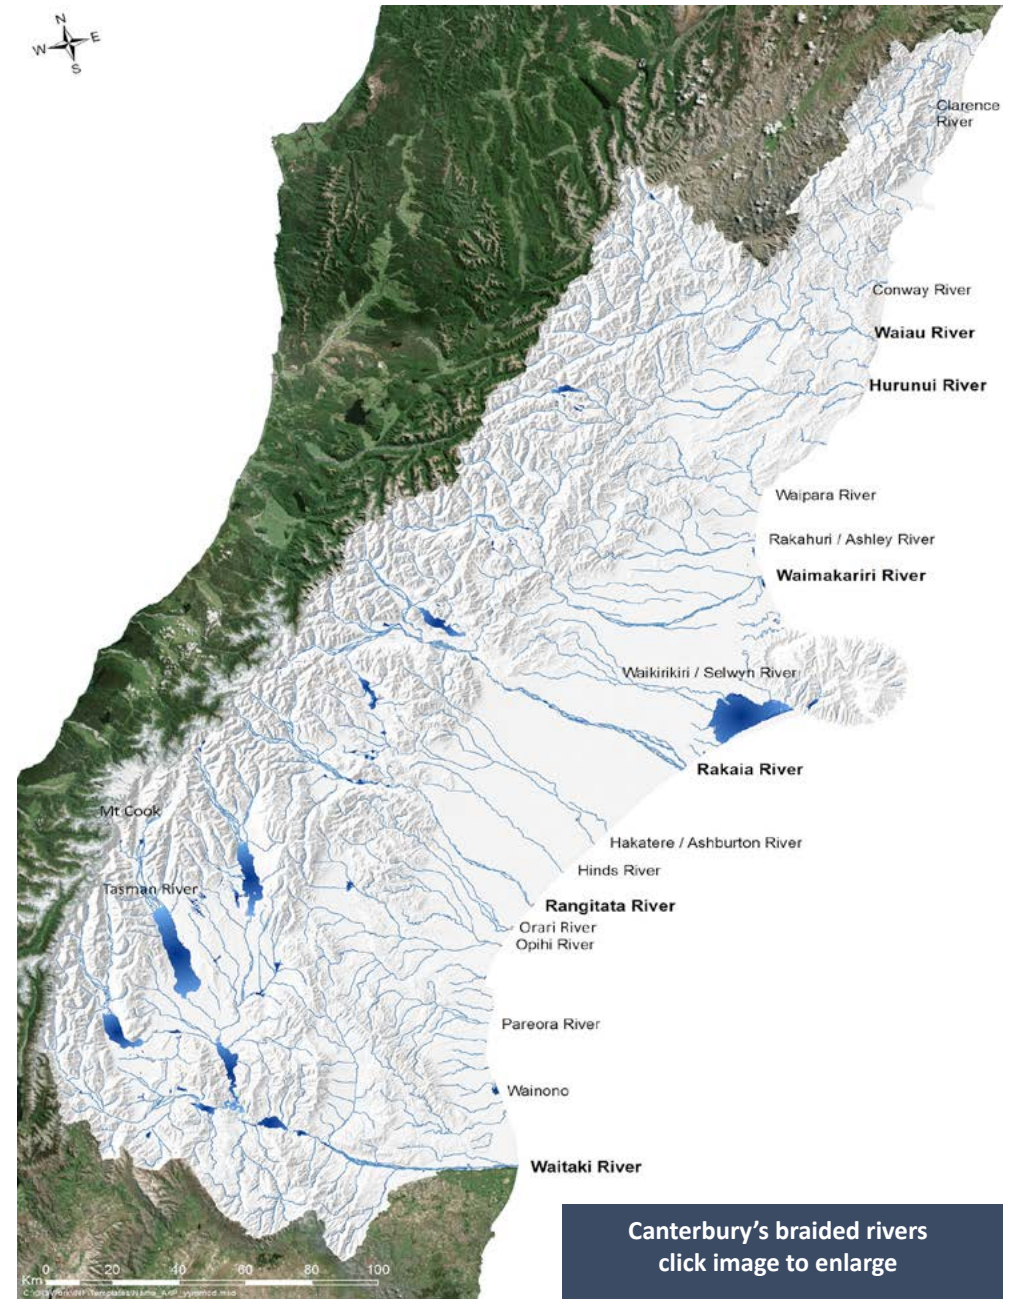 N
W
E
S
Clarence
River
Conway River
Waiau River
Hurunui River
Waipara River
Rakahuri / Ashley River
Waimakariri River
Waikirikiri / Selwyn River
Rakaia River
Mt Cook
Hakatere / Ashburton River
Hinds River
Tasman River
Rangitata River
Orari River
Opihi River
Pareora River
Wainono
Waitaki River
Canterbury’s braided rivers
click image to enlarge
0 20 40 60 80 100
Km